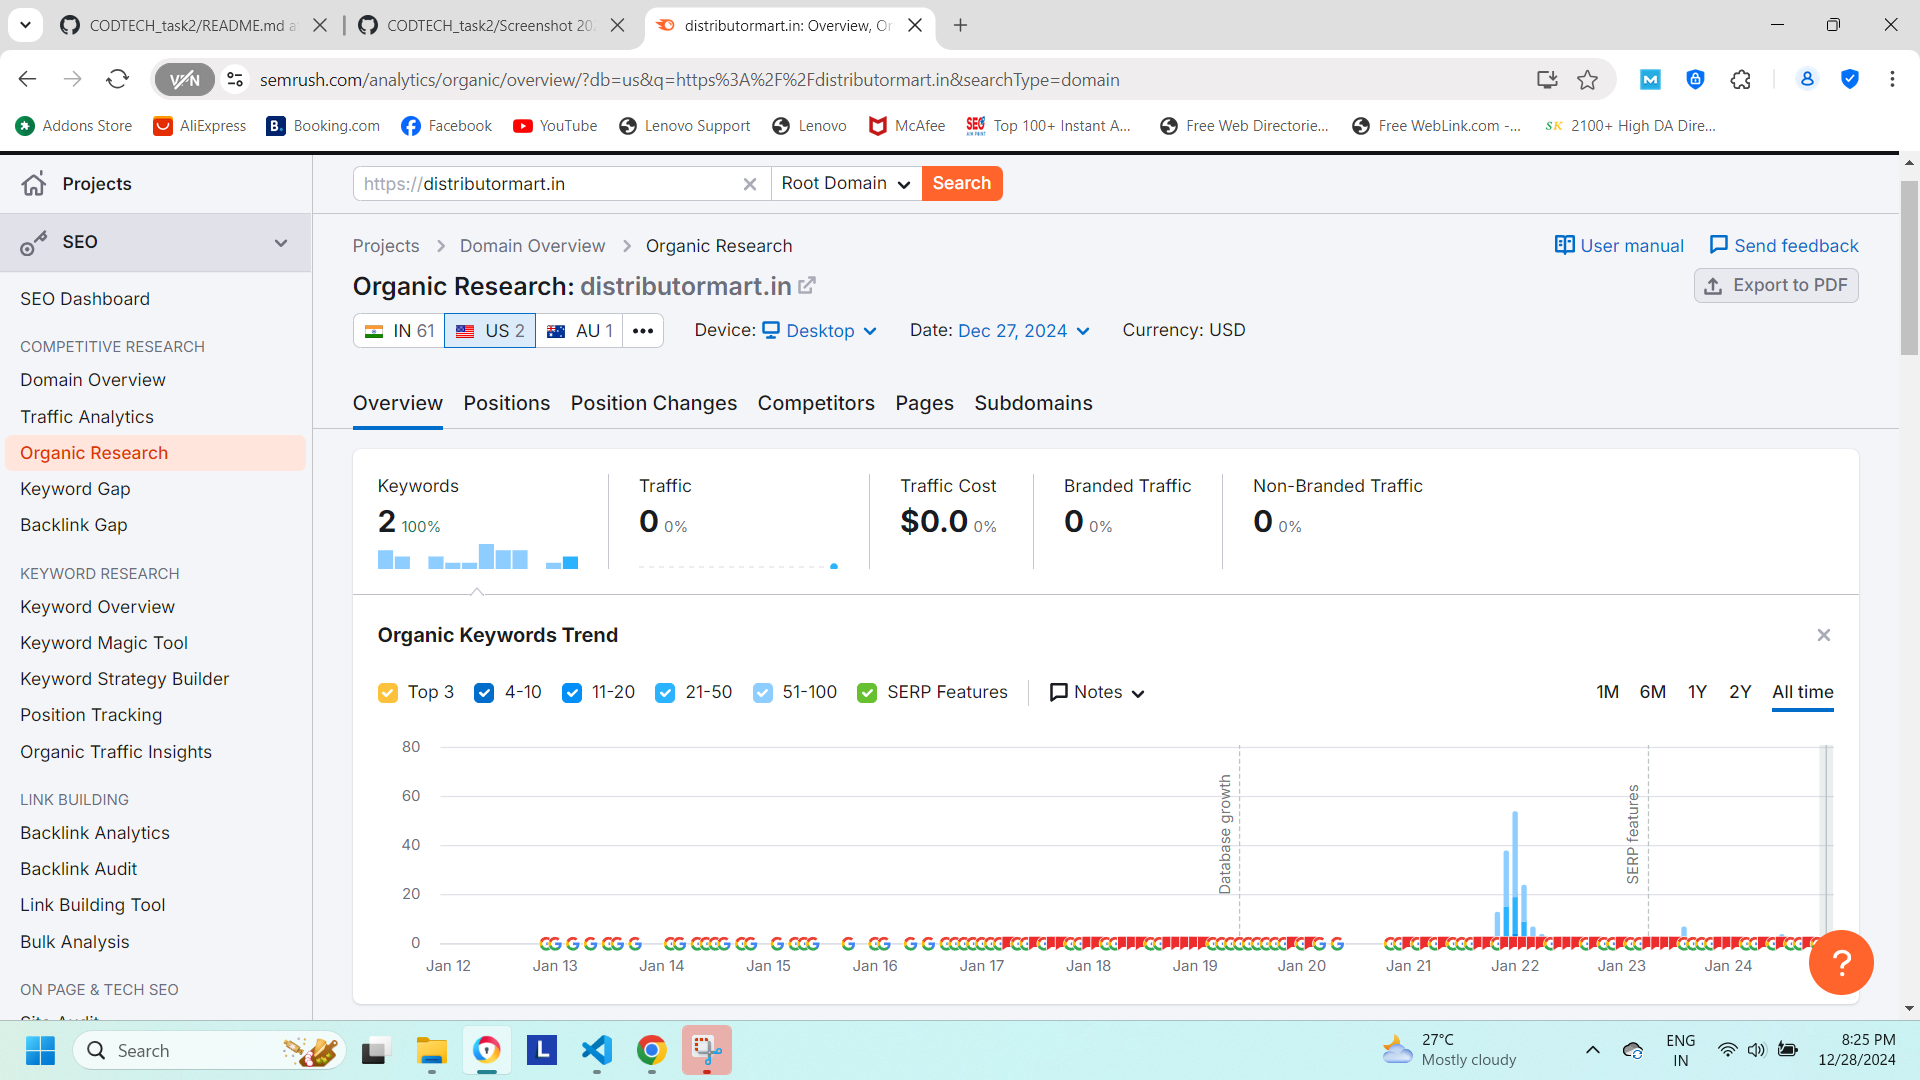 CODTECH_task2/README.md a
CODTECH_task2/Screenshot 202
distributormart.in: Overview, Or
VPN
semrush.com/analytics/organic/overview/?db=us&q=https%3A%2F%2Fdistributormart.in&searchType=domain
Addons Store
AliExpress
Booking.com
Facebook
YouTube
Lenovo Support
Lenovo
McAfee
Top 100+ Instant A...
Free Web Directorie...
Free WebLink.com -...
2100+ High DA Dire...
Projects
https://distributormart.in
Root Domain
Search
SEO
Projects > Domain Overview > Organic Research
User manual
Send feedback
Organic Research: distributormart.in
Export to PDF
IN 61
US 2
AU 1
Device: Desktop
Date: Dec 27, 2024
Currency: USD
SEO Dashboard
COMPETITIVE RESEARCH
Domain Overview
Traffic Analytics
Organic Research
Keyword Gap
Backlink Gap
KEYWORD RESEARCH
Keyword Overview
Keyword Magic Tool
Keyword Strategy Builder
Position Tracking
Organic Traffic Insights
LINK BUILDING
Backlink Analytics
Backlink Audit
Link Building Tool
Bulk Analysis
ON PAGE & TECH SEO
Site Audit
Overview
Positions
Position Changes
Competitors
Pages
Subdomains
Keywords
2 100%
Traffic
0 0%
Traffic Cost
$0.0 0%
Branded Traffic
0 0%
Non-Branded Traffic
0 0%
Organic Keywords Trend
Top 3
4-10
11-20
21-50
51-100
SERP Features
Notes
1M
6M
1Y
2Y
All time
80
60
40
20
0
Database growth
SERP features
Jan 12
Jan 13
Jan 14
Jan 15
Jan 16
Jan 17
Jan 18
Jan 19
Jan 20
Jan 21
Jan 22
Jan 23
Jan 24
?
Search
L
27°C
Mostly cloudy
ENG
IN
8:25 PM
12/28/2024